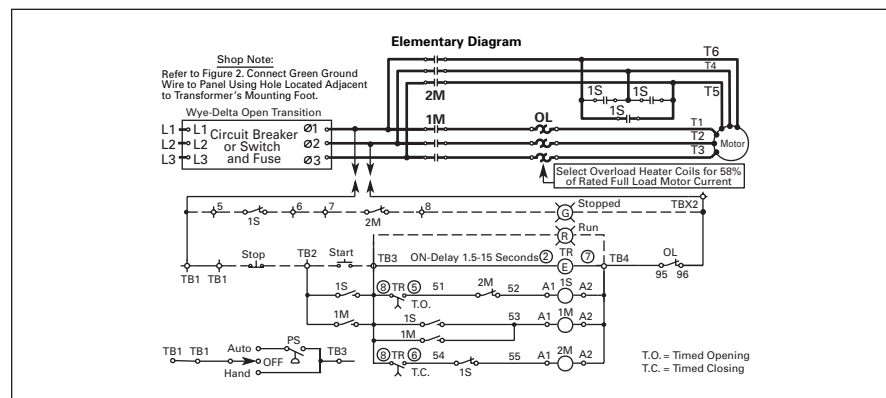 Elementary Diagram
Shop Note:
Refer to Figure 2. Connect Green Ground
Wire to Panel Using Hole Located Adjacent
to Transformer's Mounting Foot.
Wye-Delta Open Transition
L1 L1 Circuit Breaker Ø1
L2 L2 or Switch Ø2
L3 L3 and Fuse Ø3
2M
1M
OL
1S 1S
1S
T6
T4
T5
T1
T2
T3
Motor
Select Overload Heater Coils for 58%
of Rated Full Load Motor Current
5 1S 6 7 2M 8 G Stopped TBX2
R Run
TB1 TB1 Stop TB2 Start TB3 ON-Delay 1.5-15 Seconds 2 TR E 7 TB4 OL 95 96
1S 8 TR 5 T.O. 51 2M 52 A1 1S A2
1M 1S 53 A1 1M A2
1M
8 TR 6 T.C. 54 1S 55 A1 2M A2
TB1 TB1 Auto OFF Hand PS TB3
T.O. = Timed Opening
T.C. = Timed Closing